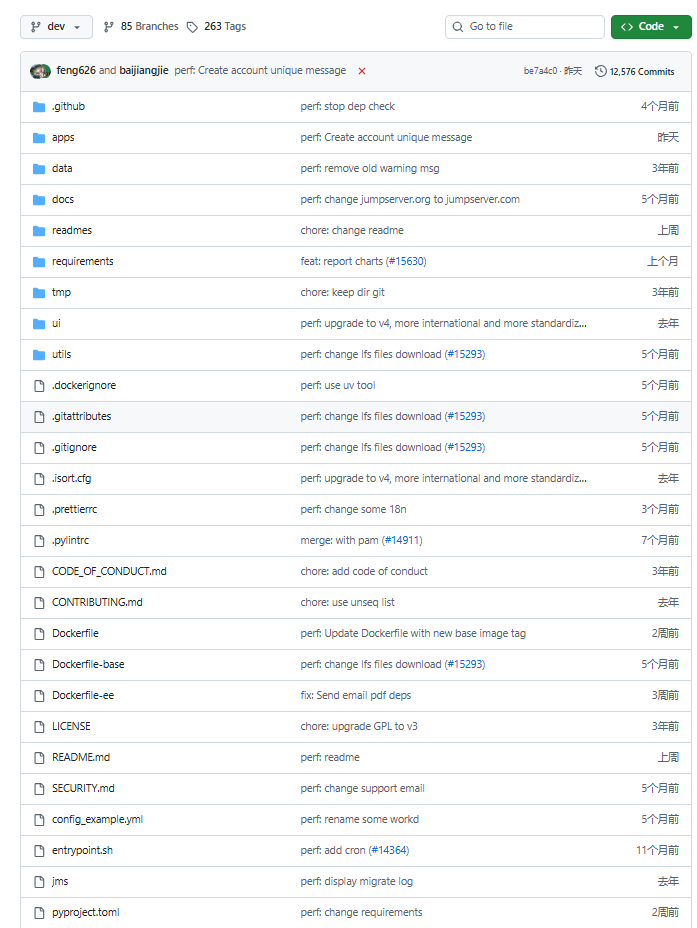 dev 85 Branches 263 Tags Go to file Code
feng626 and baijiangjie perf: Create account unique message be7a4c0 · 昨天 12,576 Commits
.github perf: stop dep check 4个月前
apps perf: Create account unique message 昨天
data perf: remove old warning msg 3年前
docs perf: change jumpserver.org to jumpserver.com 5个月前
readmes chore: change readme 上周
requirements feat: report charts (#15630) 上个月
tmp chore: keep dir git 3年前
ui perf: upgrade to v4, more international and more standardiz... 去年
utils perf: change lfs files download (#15293) 5个月前
.dockerignore perf: use uv tool 5个月前
.gitattributes perf: change lfs files download (#15293) 5个月前
.gitignore perf: change lfs files download (#15293) 5个月前
.isort.cfg perf: upgrade to v4, more international and more standardiz... 去年
.prettierrc perf: change some 18n 3个月前
.pylintrc merge: with pam (#14911) 7个月前
CODE_OF_CONDUCT.md chore: add code of conduct 3年前
CONTRIBUTING.md chore: use unseq list 去年
Dockerfile perf: Update Dockerfile with new base image tag 2周前
Dockerfile-base perf: change lfs files download (#15293) 5个月前
Dockerfile-ee fix: Send email pdf deps 3周前
LICENSE chore: upgrade GPL to v3 3年前
README.md perf: readme 上周
SECURITY.md perf: change support email 5个月前
config_example.yml perf: rename some workd 5个月前
entrypoint.sh perf: add cron (#14364) 11个月前
jms perf: display migrate log 去年
pyproject.toml perf: change requirements 2周前